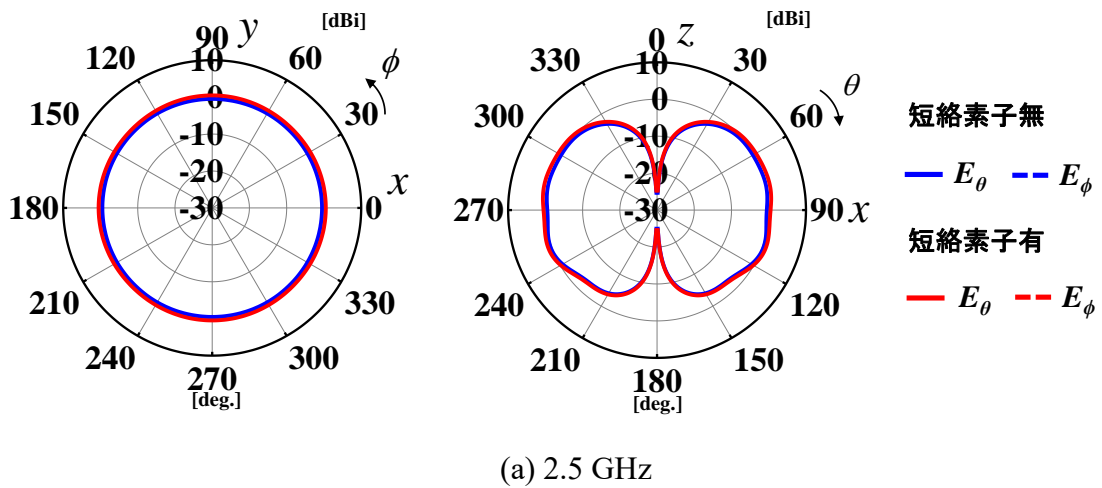 [dBi]
90 y
120 10 60 ϕ
150 0 30
-10
-20
180 -30 0 x
210 330
240 300
270
[deg.]
[dBi]
0 z
330 10 30
0 θ
300 -10 60
-20
270 -30 90 x
240 120
210 150
180
[deg.]
短絡素子無
Eθ Eϕ
短絡素子有
Eθ Eϕ
(a) 2.5 GHz